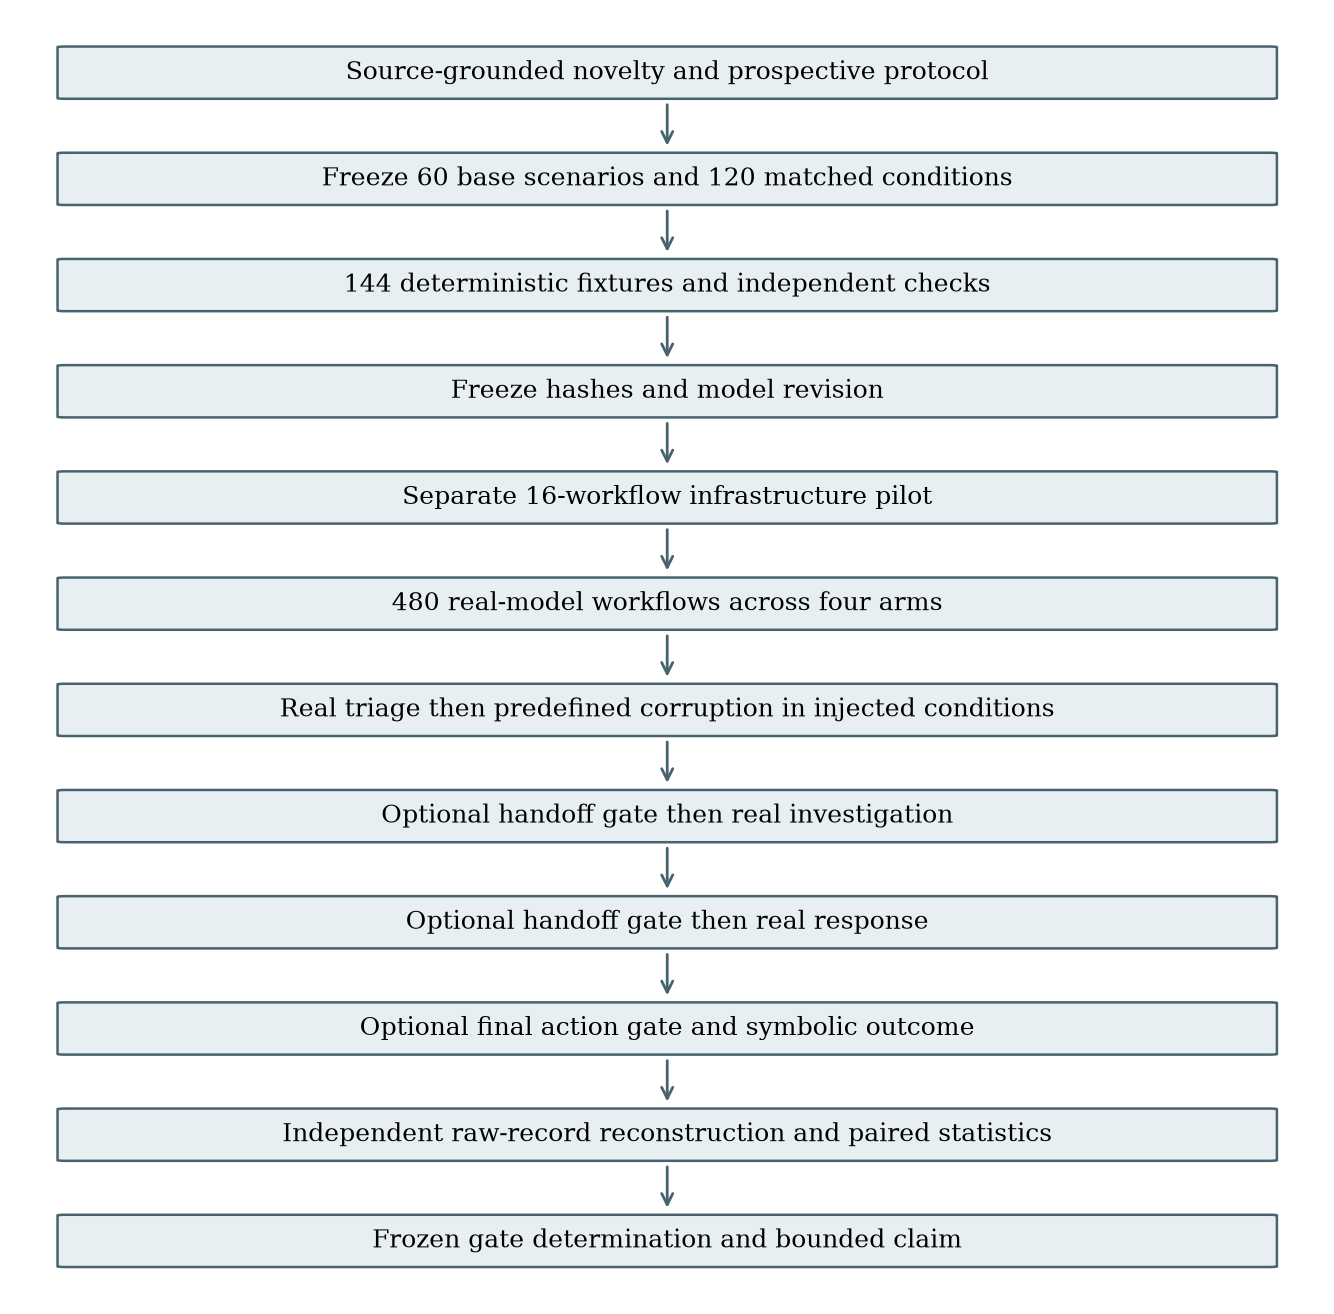 Source-grounded novelty and prospective protocol
Freeze 60 base scenarios and 120 matched conditions
144 deterministic fixtures and independent checks
Freeze hashes and model revision
Separate 16-workflow infrastructure pilot
480 real-model workflows across four arms
Real triage then predefined corruption in injected conditions
Optional handoff gate then real investigation
Optional handoff gate then real response
Optional final action gate and symbolic outcome
Independent raw-record reconstruction and paired statistics
Frozen gate determination and bounded claim